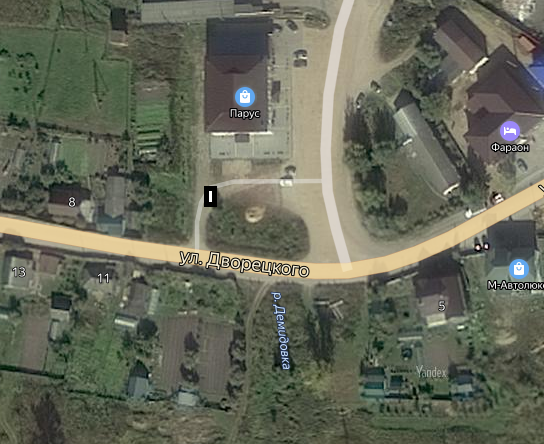 Парус
Фараон
8
I
ул. Дворецкого
13
11
М-Автолюкс
р. Демидовка
5
Yandex